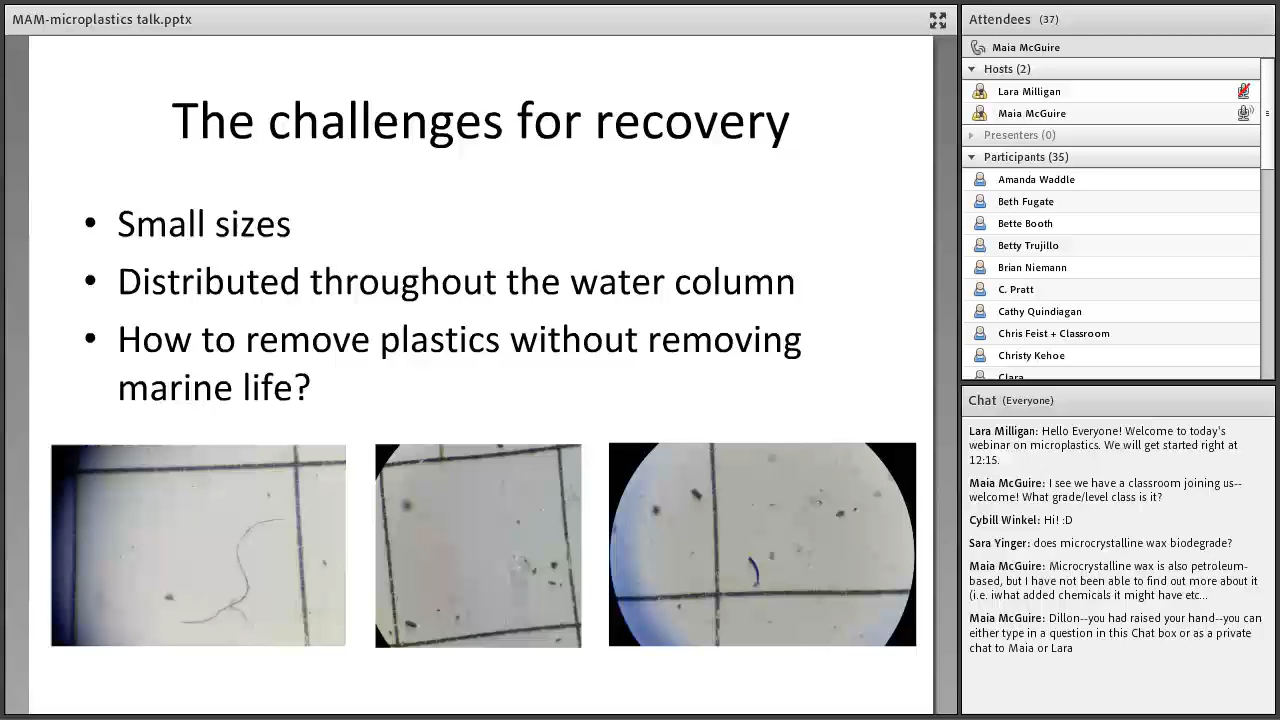 MAM-microplastics talk.pptx
The challenges for recovery
• Small sizes
• Distributed throughout the water column
• How to remove plastics without removing
marine life?
Attendees (37)
Maia McGuire
Hosts (2)
Lara Milligan
Maia McGuire
Presenters (0)
Participants (35)
Amanda Waddle
Beth Fugate
Bette Booth
Betty Trujillo
Brian Niemann
C. Pratt
Cathy Quindiagan
Chris Feist + Classroom
Christy Kehoe
Clara
Chat (Everyone)
Lara Milligan: Hello Everyone! Welcome to today's
webinar on microplastics. We will get started right at
12:15.
Maia McGuire: I see we have a classroom joining us--
welcome! What grade/level class is it?
Cybill Winkel: Hi! :D
Sara Yinger: does microcrystalline wax biodegrade?
Maia McGuire: Microcrystalline wax is also petroleum-
based, but I have not been able to find out more about it
(i.e. iwhat added chemicals it might have etc...
Maia McGuire: Dillon--you had raised your hand--you can
either type in a question in this Chat box or as a private
chat to Maia or Lara